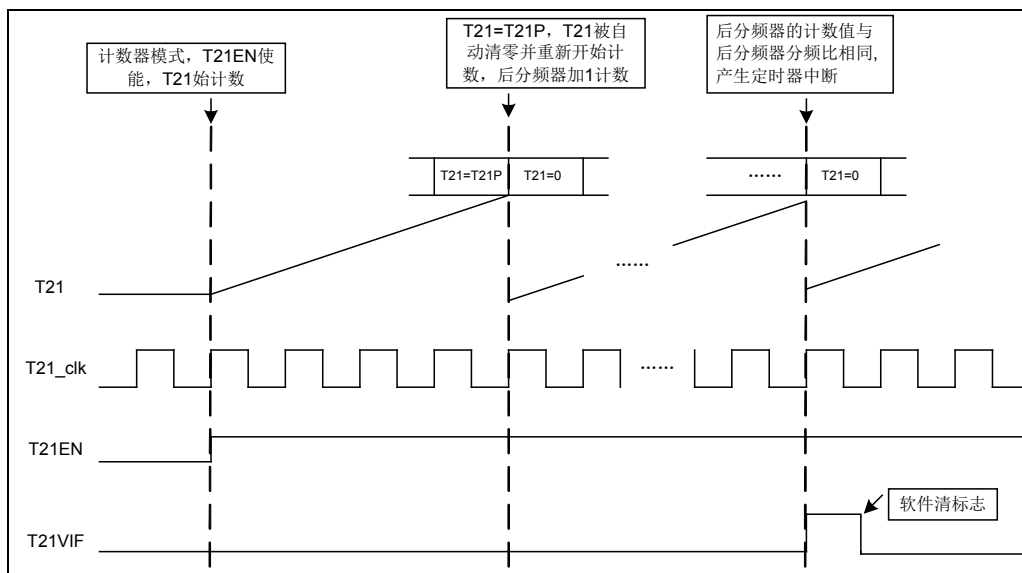 计数器模式，T21EN使
能，T21始计数
T21=T21P，T21被自
动清零并重新开始计
数，后分频器加1计数
后分频器的计数值与
后分频器分频比相同,
产生定时器中断
T21=T21P
T21=0
……
T21=0
……
T21
T21_clk
……
T21EN
软件清标志
T21VIF